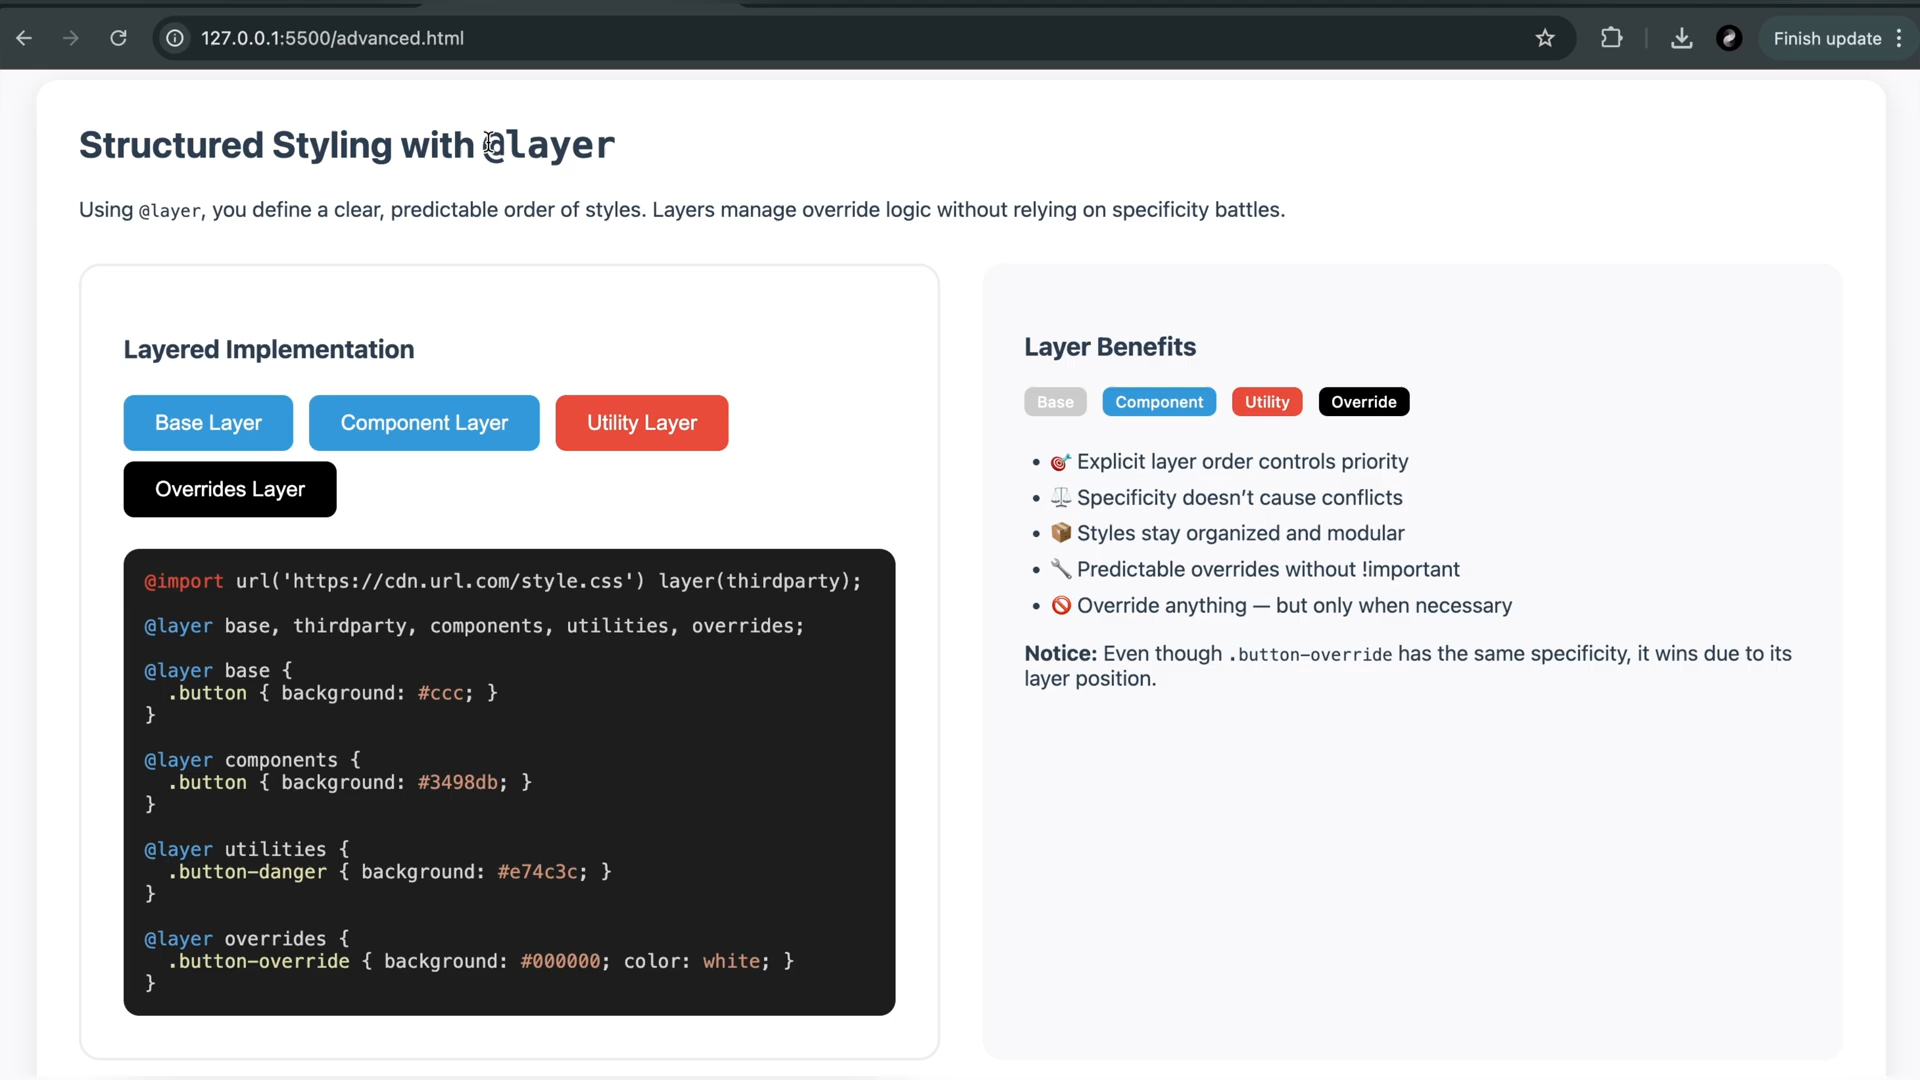 127.0.0.1:5500/advanced.html
Finish update
Structured Styling with @layer
Using @layer, you define a clear, predictable order of styles. Layers manage override logic without relying on specificity battles.
Layered Implementation
Base Layer
Component Layer
Utility Layer
Overrides Layer
@import url('https://cdn.url.com/style.css') layer(thirdparty);
@layer base, thirdparty, components, utilities, overrides;
@layer base {
.button { background: #ccc; }
}
@layer components {
.button { background: #3498db; }
}
@layer utilities {
.button-danger { background: #e74c3c; }
}
@layer overrides {
.button-override { background: #000000; color: white; }
}
Layer Benefits
Base
Component
Utility
Override
• 🎯 Explicit layer order controls priority
• ⚖️ Specificity doesn’t cause conflicts
• 📦 Styles stay organized and modular
• 🔧 Predictable overrides without !important
• 🚫 Override anything — but only when necessary
Notice: Even though .button-override has the same specificity, it wins due to its
layer position.